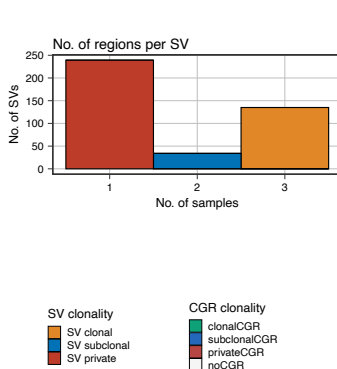 No. of regions per SV
250
200
150
100
50
0
No. of SVs
1 2 3
No. of samples
SV clonality
SV clonal
SV subclonal
SV private
CGR clonality
clonalCGR
subclonalCGR
privateCGR
noCGR